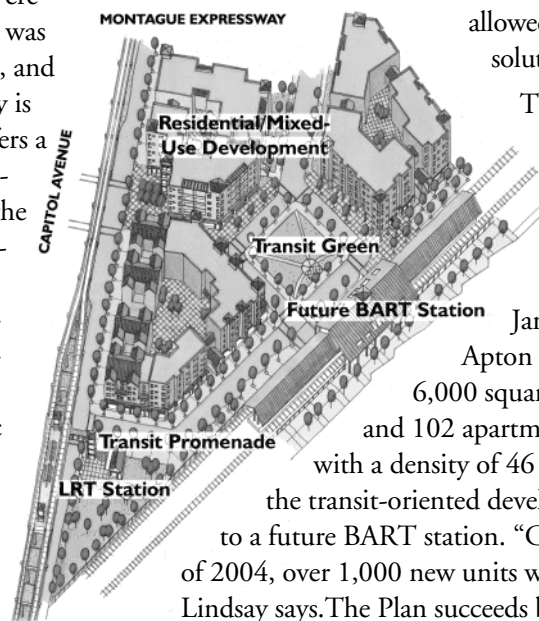 ere
was
, and
y is
ers a
-
he
-
c
MONTAGUE EXPRESSWAY
CAPITOL AVENUE
Residential/Mixed-
Use Development
Transit Green
Future BART Station
Transit Promenade
LRT Station
allowed
solut
T
Apton
6,000 squar
and 102 apartm
with a density of 46
the transit-oriented devel
to a future BART station. “C
of 2004, over 1,000 new units w
Lindsay says.The Plan succeeds b